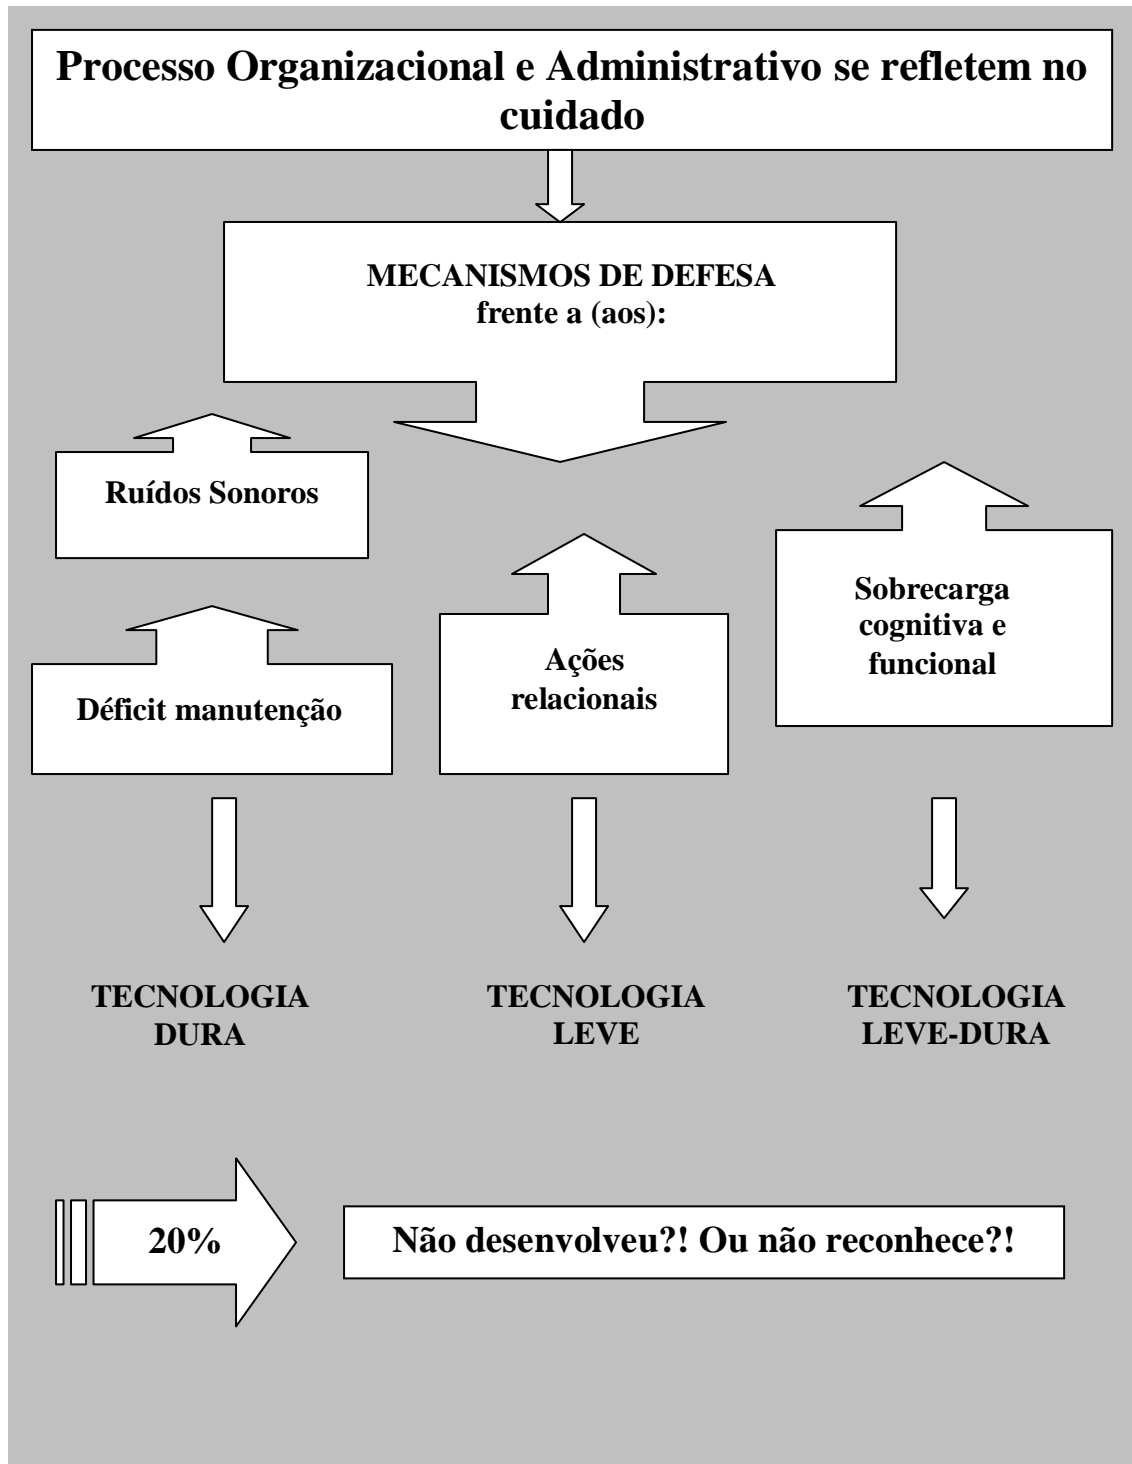 Processo Organizacional e Administrativo se refletem no
cuidado
MECANISMOS DE DEFESA
frente a (aos):
Ruídos Sonoros
Déficit manutenção
Ações
relacionais
Sobrecarga
cognitiva e
funcional
TECNOLOGIA
DURA
TECNOLOGIA
LEVE
TECNOLOGIA
LEVE-DURA
20%
Não desenvolveu?! Ou não reconhece?!